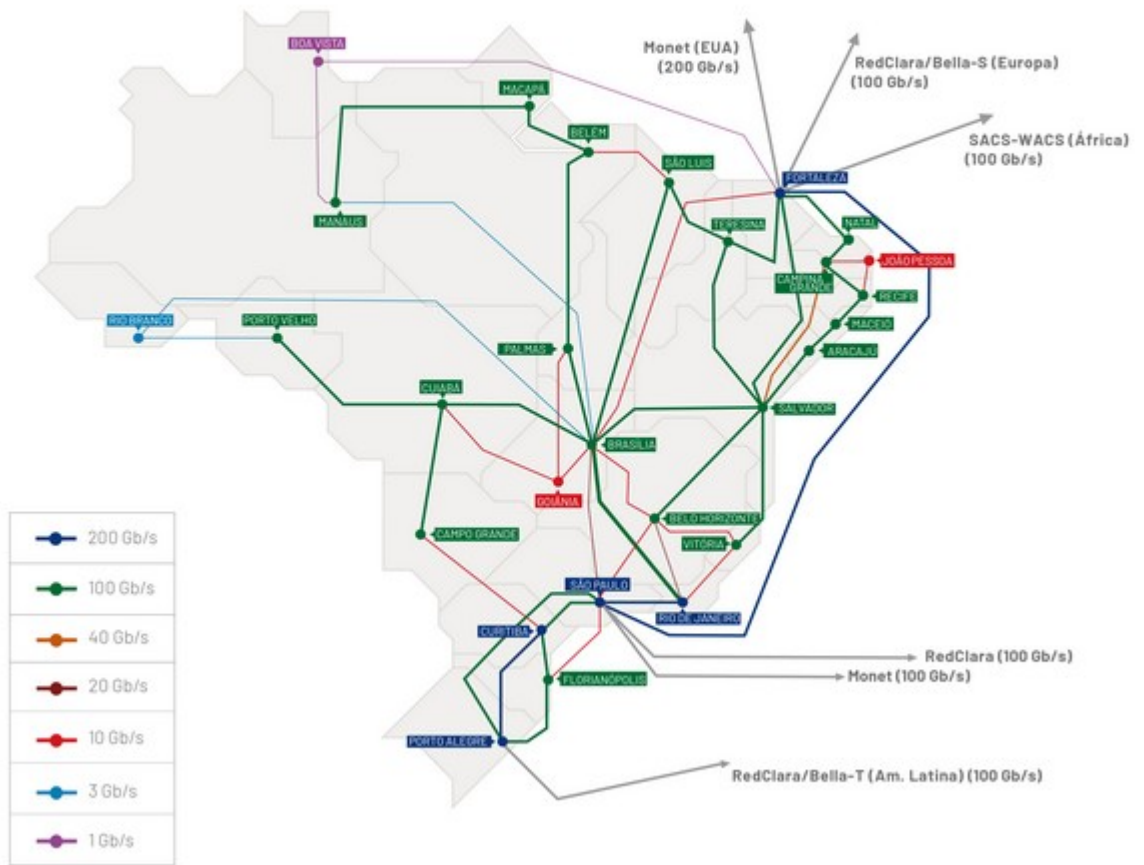 BOA VISTA
Monet (EUA)
(200 Gb/s)
RedClara/Bella-S (Europa)
(100 Gb/s)
MACAPÁ
SACS-WACS (África)
(100 Gb/s)
BELÉM
SÃO LUIS
FORTALEZA
MANAUS
TERESINA
NATAL
JOÃO PESSOA
CAMPINA
GRANDE
RECIFE
RIO BRANCO
PORTO VELHO
MACEIÓ
PALMAS
ARACAJÚ
CUIABÁ
SALVADOR
BRASÍLIA
GOIÂNIA
BELO HORIZONTE
CAMPO GRANDE
VITÓRIA
200 Gb/s
100 Gb/s
40 Gb/s
20 Gb/s
10 Gb/s
3 Gb/s
1 Gb/s
SÃO PAULO
RIO DE JANEIRO
CURITIBA
RedClara (100 Gb/s)
Monet (100 Gb/s)
FLORIANÓPOLIS
PORTO ALEGRE
RedClara/Bella-T (Am. Latina) (100 Gb/s)